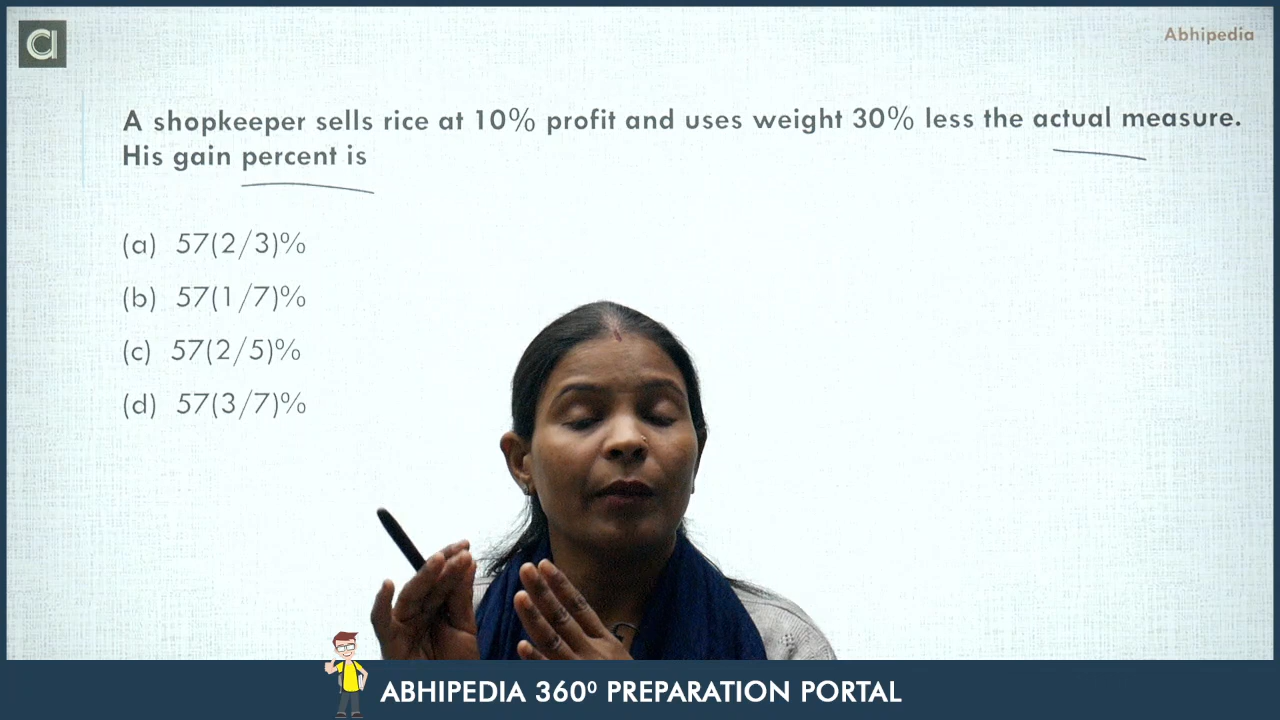 Abhipedia
A shopkeeper sells rice at 10% profit and uses weight 30% less the actual measure.
His gain percent is
(a) 57(2/3)%
(b) 57(1/7)%
(c) 57(2/5)%
(d) 57(3/7)%
ABHIPEDIA 360⁰ PREPARATION PORTAL